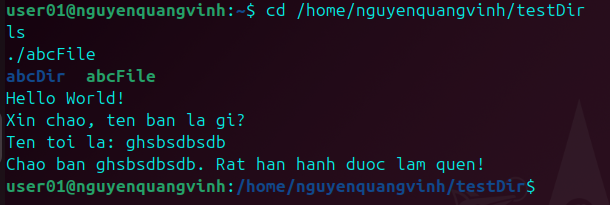 user01@nguyenquangvinh:~$ cd /home/nguyenquangvinh/testDir
ls
./abcFile
abcDir  abcFile
Hello World!
Xin chao, ten ban la gi?
Ten toi la: ghsbsdbsdb
Chao ban ghsbsdbsdb. Rat han hanh duoc lam quen!
user01@nguyenquangvinh:/home/nguyenquangvinh/testDir$